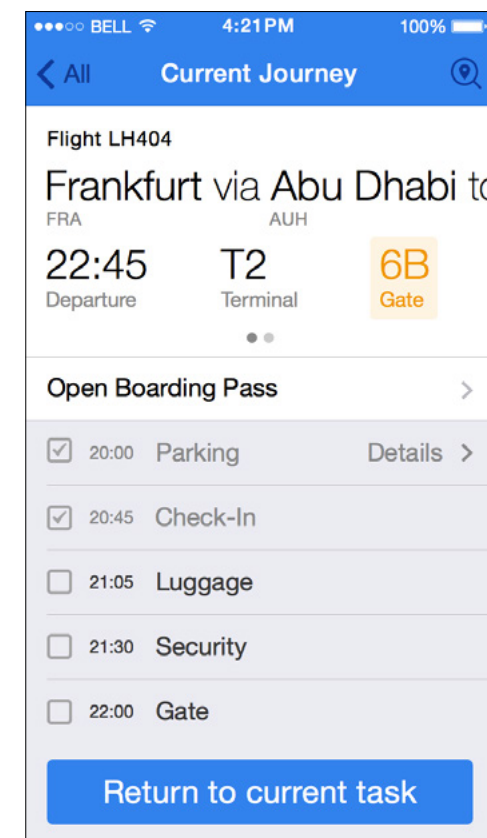 BELL 4:21PM 100%
All Current Journey
Flight LH404
Frankfurt via Abu Dhabi to
FRA AUH
22:45 T2 6B
Departure Terminal Gate
Open Boarding Pass
20:00 Parking Details
20:45 Check-In
21:05 Luggage
21:30 Security
22:00 Gate
Return to current task